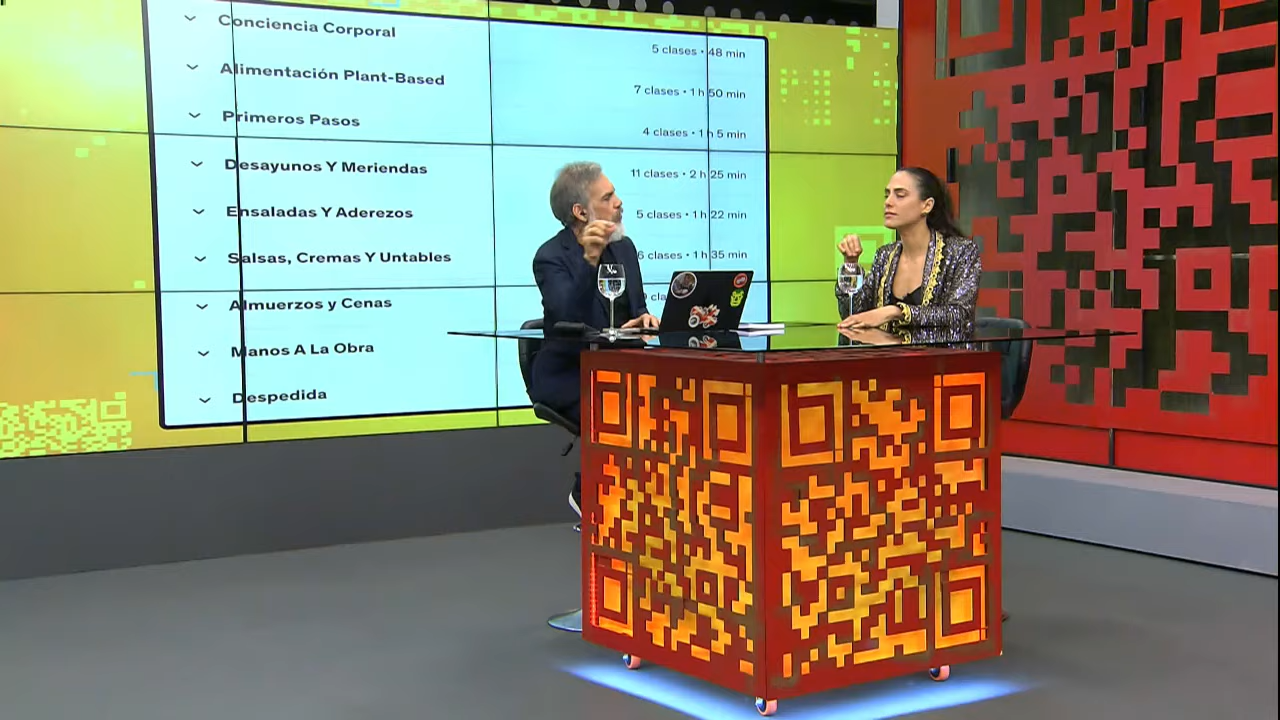 Conciencia Corporal
5 clases • 48 min
Alimentación Plant-Based
7 clases • 1 h 50 min
Primeros Pasos
4 clases • 1 h 5 min
Desayunos Y Meriendas
11 clases • 2 h 25 min
Ensaladas Y Aderezos
5 clases • 1 h 22 min
Salsas, Cremas Y Untables
6 clases • 1 h 35 min
Almuerzos y Cenas
Manos A La Obra
Despedida